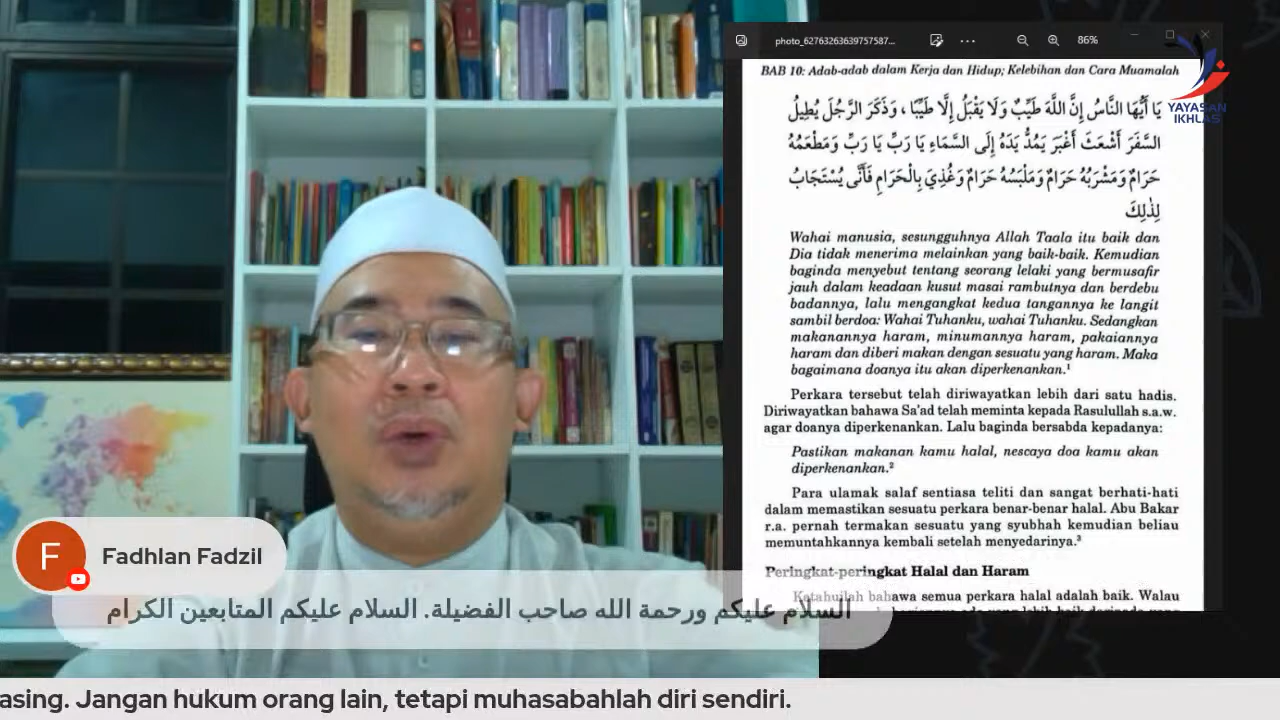 photo_62763263639757587...
86%
YAYASAN
IKHLAS
BAB 10: Adab-adab dalam Kerja dan Hidup; Kelebihan dan Cara Muamalah
يَا أَيُّهَا النَّاسُ إِنَّ اللَّهَ طَيِّبٌ وَلَا يَقْبَلُ إِلَّا طَيِّبًا ، وَذَكَرَ الرَّجُلَ يُطِيلُ
السَّفَرَ أَشْعَثَ أَغْبَرَ يَمُدُّ يَدَهُ إِلَى السَّمَاءِ يَا رَبِّ يَا رَبِّ وَمَطْعَمُهُ
حَرَامٌ وَمَشْرَبُهُ حَرَامٌ وَمَلْبَسُهُ حَرَامٌ وَغُذِيَ بِالْحَرَامِ فَأَنَّى يُسْتَجَابُ
لِذَٰلِكَ
Wahai manusia, sesungguhnya Allah Taala itu baik dan
Dia tidak menerima melainkan yang baik-baik. Kemudian
baginda menyebut tentang seorang lelaki yang bermusafir
jauh dalam keadaan kusut masai rambutnya dan berdebu
badannya, lalu mengangkat kedua tangannya ke langit
sambil berdoa: Wahai Tuhanku, wahai Tuhanku. Sedangkan
makanannya haram, minumannya haram, pakaiannya
haram dan diberi makan dengan sesuatu yang haram. Maka
bagaimana doanya itu akan diperkenankan.¹
Perkara tersebut telah diriwayatkan lebih dari satu hadis.
Diriwayatkan bahawa Sa'ad telah meminta kepada Rasulullah s.a.w.
agar doanya diperkenankan. Lalu baginda bersabda kepadanya:
Pastikan makanan kamu halal, nescaya doa kamu akan
diperkenankan.²
Para ulamak salaf sentiasa teliti dan sangat berhati-hati
dalam memastikan sesuatu perkara benar-benar halal. Abu Bakar
r.a. pernah termakan sesuatu yang syubhah kemudian beliau
memuntahkannya kembali setelah menyedarinya.³
Peringkat-peringkat Halal dan Haram
Ketahuilah bahawa semua perkara halal adalah baik. Walau
F
Fadhlan Fadzil
السلام عليكم ورحمة الله صاحب الفضيلة. السلام عليكم المتابعين الكرام
asing. Jangan hukum orang lain, tetapi muhasabahlah diri sendiri.